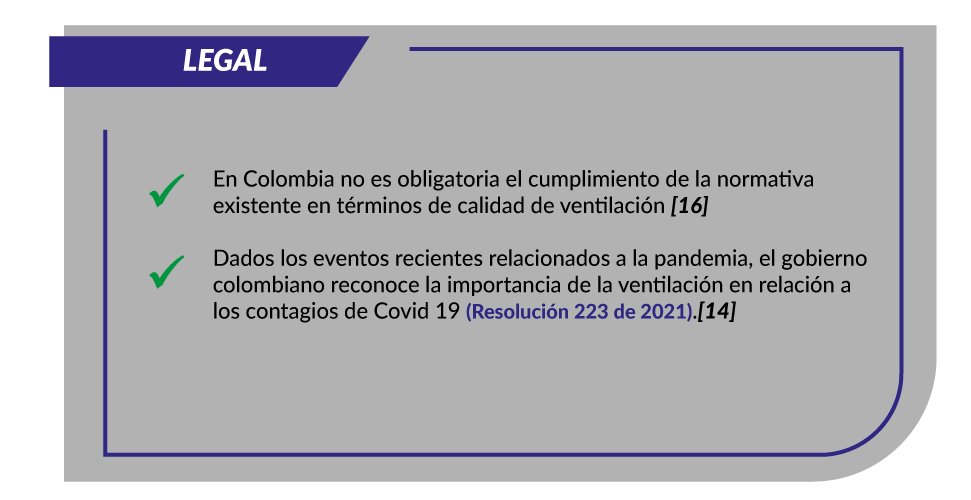 LEGAL
En Colombia no es obligatoria el cumplimiento de la normativa
existente en términos de calidad de ventilación [16]
Dados los eventos recientes relacionados a la pandemia, el gobierno
colombiano reconoce la importancia de la ventilación en relación a
los contagios de Covid 19 (Resolución 223 de 2021).[14]